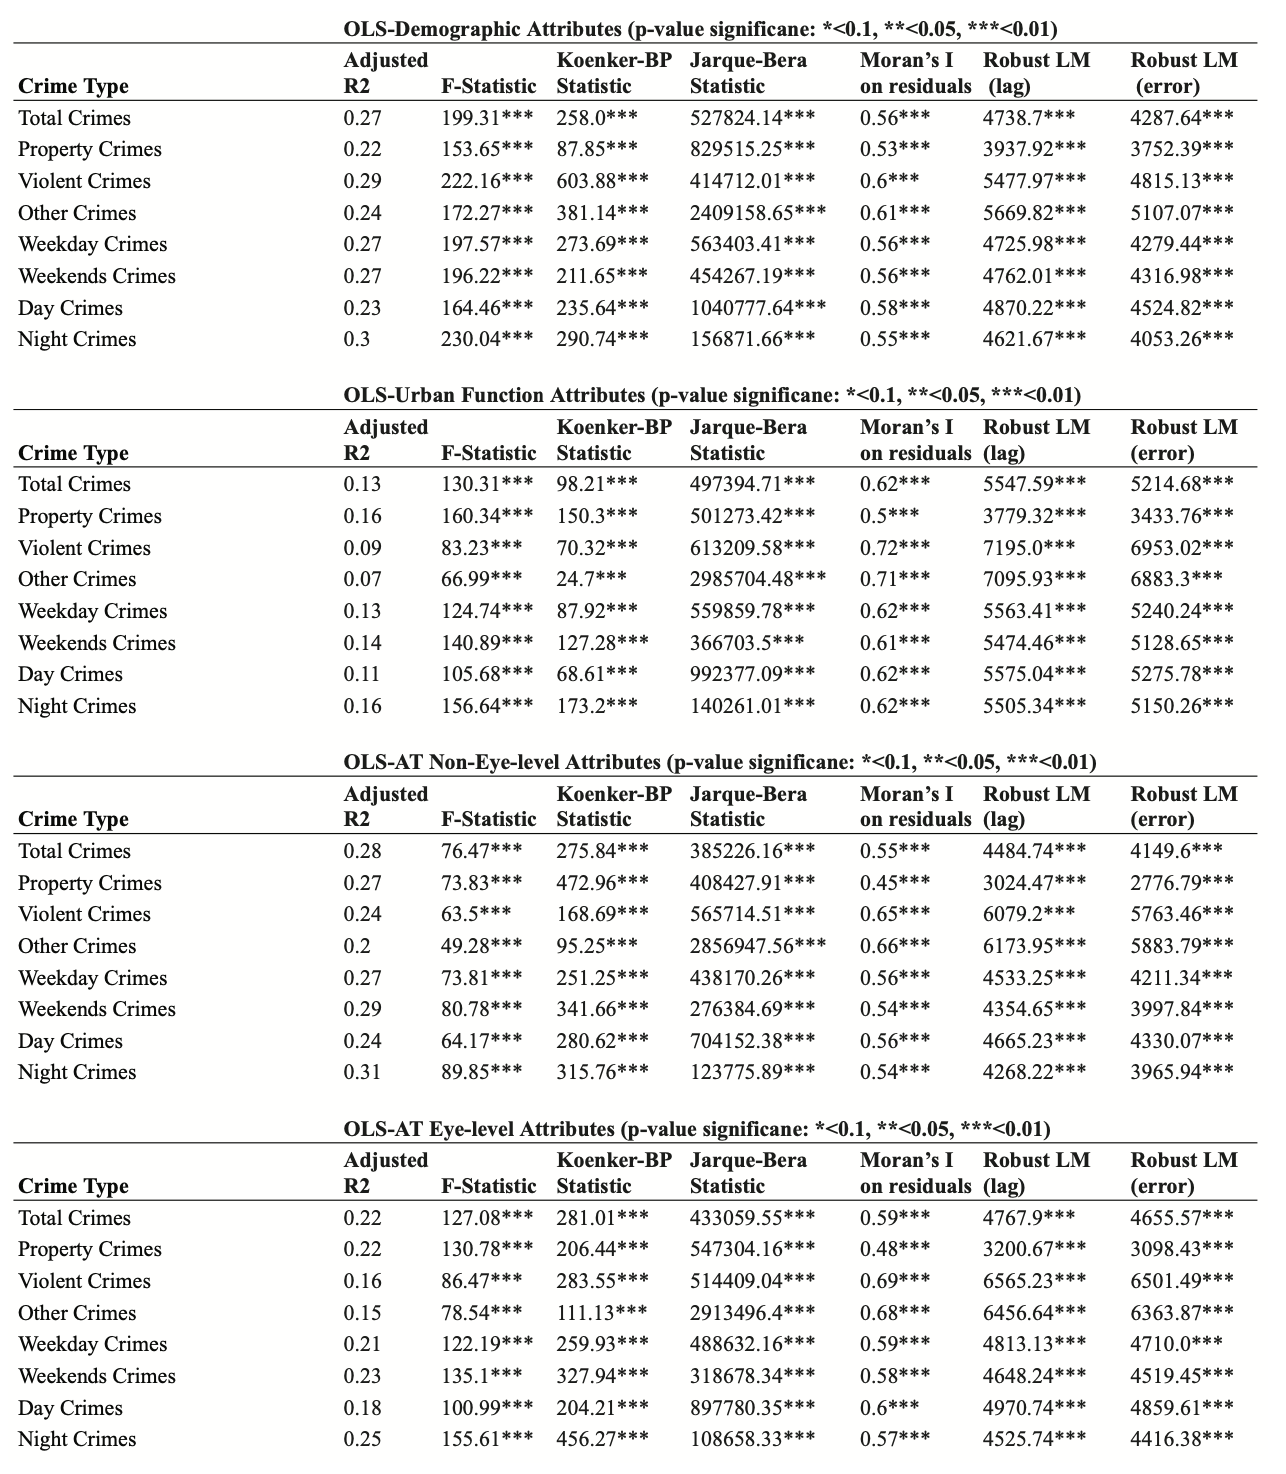 OLS-Demographic Attributes (p-value significane: *<0.1, **<0.05, ***<0.01)
Adjusted Koenker-BP Jarque-Bera Moran’s I Robust LM Robust LM
Crime Type R2 F-Statistic Statistic Statistic on residuals (lag) (error)
Total Crimes 0.27 199.31*** 258.0*** 527824.14*** 0.56*** 4738.7*** 4287.64***
Property Crimes 0.22 153.65*** 87.85*** 829515.25*** 0.53*** 3937.92*** 3752.39***
Violent Crimes 0.29 222.16*** 603.88*** 414712.01*** 0.6*** 5477.97*** 4815.13***
Other Crimes 0.24 172.27*** 381.14*** 2409158.65*** 0.61*** 5669.82*** 5107.07***
Weekday Crimes 0.27 197.57*** 273.69*** 563403.41*** 0.56*** 4725.98*** 4279.44***
Weekends Crimes 0.27 196.22*** 211.65*** 454267.19*** 0.56*** 4762.01*** 4316.98***
Day Crimes 0.23 164.46*** 235.64*** 1040777.64*** 0.58*** 4870.22*** 4524.82***
Night Crimes 0.3 230.04*** 290.74*** 156871.66*** 0.55*** 4621.67*** 4053.26***
OLS-Urban Function Attributes (p-value significane: *<0.1, **<0.05, ***<0.01)
Adjusted Koenker-BP Jarque-Bera Moran’s I Robust LM Robust LM
Crime Type R2 F-Statistic Statistic Statistic on residuals (lag) (error)
Total Crimes 0.13 130.31*** 98.21*** 497394.71*** 0.62*** 5547.59*** 5214.68***
Property Crimes 0.16 160.34*** 150.3*** 501273.42*** 0.5*** 3779.32*** 3433.76***
Violent Crimes 0.09 83.23*** 70.32*** 613209.58*** 0.72*** 7195.0*** 6953.02***
Other Crimes 0.07 66.99*** 24.7*** 2985704.48*** 0.71*** 7095.93*** 6883.3***
Weekday Crimes 0.13 124.74*** 87.92*** 559859.78*** 0.62*** 5563.41*** 5240.24***
Weekends Crimes 0.14 140.89*** 127.28*** 366703.5*** 0.61*** 5474.46*** 5128.65***
Day Crimes 0.11 105.68*** 68.61*** 992377.09*** 0.62*** 5575.04*** 5275.78***
Night Crimes 0.16 156.64*** 173.2*** 140261.01*** 0.62*** 5505.34*** 5150.26***
OLS-AT Non-Eye-level Attributes (p-value significane: *<0.1, **<0.05, ***<0.01)
Adjusted Koenker-BP Jarque-Bera Moran’s I Robust LM Robust LM
Crime Type R2 F-Statistic Statistic Statistic on residuals (lag) (error)
Total Crimes 0.28 76.47*** 275.84*** 385226.16*** 0.55*** 4484.74*** 4149.6***
Property Crimes 0.27 73.83*** 472.96*** 408427.91*** 0.45*** 3024.47*** 2776.79***
Violent Crimes 0.24 63.5*** 168.69*** 565714.51*** 0.65*** 6079.2*** 5763.46***
Other Crimes 0.2 49.28*** 95.25*** 2856947.56*** 0.66*** 6173.95*** 5883.79***
Weekday Crimes 0.27 73.81*** 251.25*** 438170.26*** 0.56*** 4533.25*** 4211.34***
Weekends Crimes 0.29 80.78*** 341.66*** 276384.69*** 0.54*** 4354.65*** 3997.84***
Day Crimes 0.24 64.17*** 280.62*** 704152.38*** 0.56*** 4665.23*** 4330.07***
Night Crimes 0.31 89.85*** 315.76*** 123775.89*** 0.54*** 4268.22*** 3965.94***
OLS-AT Eye-level Attributes (p-value significane: *<0.1, **<0.05, ***<0.01)
Adjusted Koenker-BP Jarque-Bera Moran’s I Robust LM Robust LM
Crime Type R2 F-Statistic Statistic Statistic on residuals (lag) (error)
Total Crimes 0.22 127.08*** 281.01*** 433059.55*** 0.59*** 4767.9*** 4655.57***
Property Crimes 0.22 130.78*** 206.44*** 547304.16*** 0.48*** 3200.67*** 3098.43***
Violent Crimes 0.16 86.47*** 283.55*** 514409.04*** 0.69*** 6565.23*** 6501.49***
Other Crimes 0.15 78.54*** 111.13*** 2913496.4*** 0.68*** 6456.64*** 6363.87***
Weekday Crimes 0.21 122.19*** 259.93*** 488632.16*** 0.59*** 4813.13*** 4710.0***
Weekends Crimes 0.23 135.1*** 327.94*** 318678.34*** 0.58*** 4648.24*** 4519.45***
Day Crimes 0.18 100.99*** 204.21*** 897780.35*** 0.6*** 4970.74*** 4859.61***
Night Crimes 0.25 155.61*** 456.27*** 108658.33*** 0.57*** 4525.74*** 4416.38***